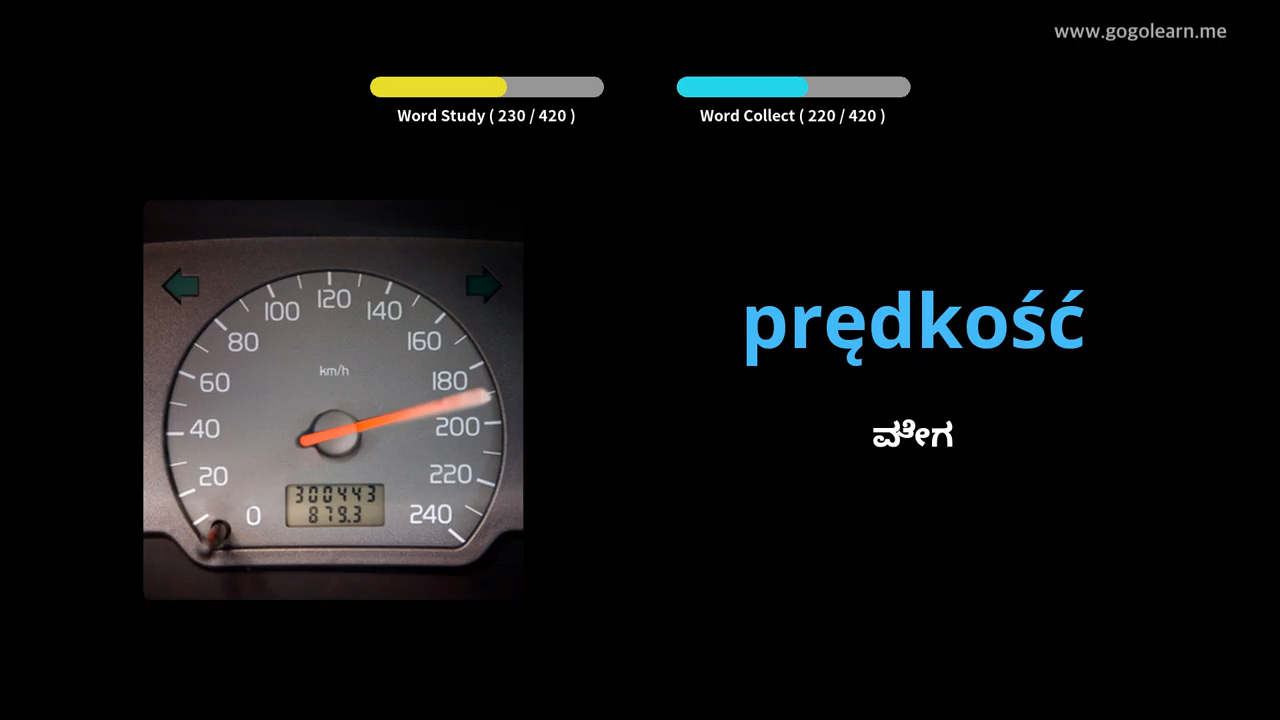 www.gogolearn.me
Word Study ( 230 / 420 )
Word Collect ( 220 / 420 )
120
100
140
80
160
km/h
60
180
40
200
20
220
300443
0
879.3
240
prędkość
ವೇಗ